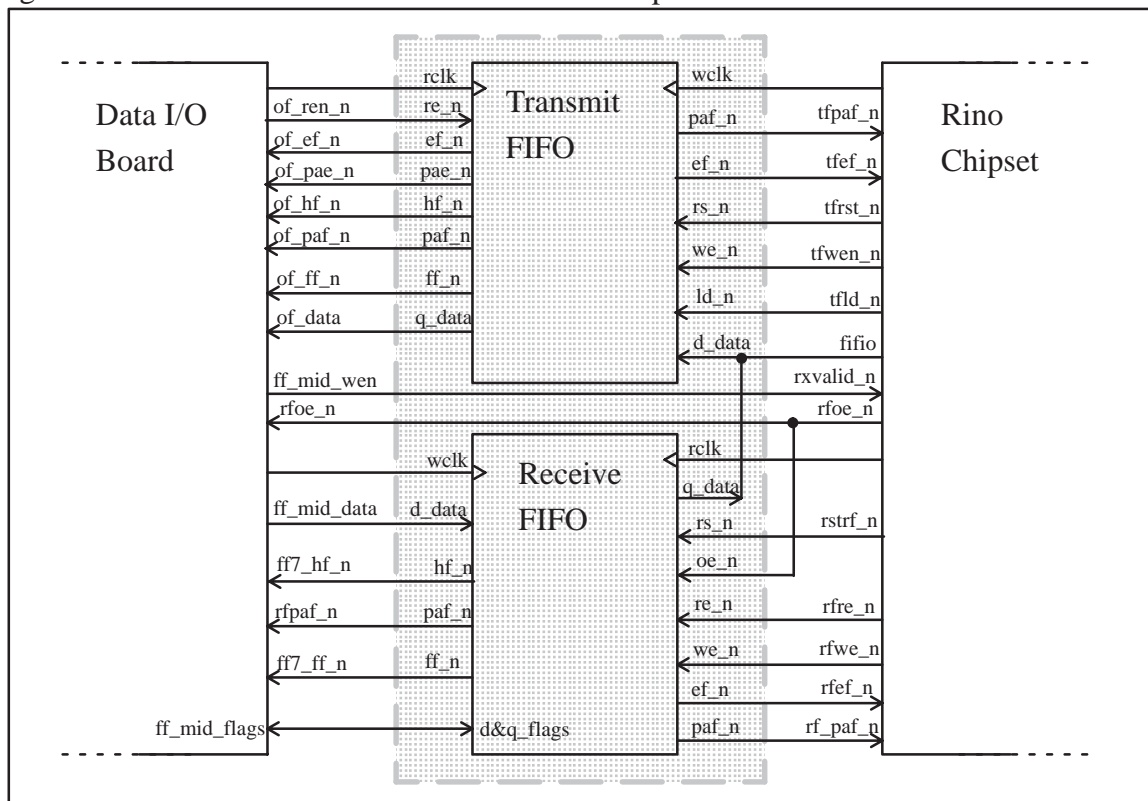 Data I/O
Board
Transmit
FIFO
Rino
Chipset
rclk
wclk
of_ren_n
re_n
paf_n
tfpaf_n
of_ef_n
ef_n
of_pae_n
pae_n
ef_n
tfef_n
of_hf_n
hf_n
rs_n
tfrst_n
of_paf_n
paf_n
we_n
tfwen_n
of_ff_n
ff_n
ld_n
tfld_n
of_data
q_data
d_data
fifio
ff_mid_wen
rxvalid_n
rfoe_n
rfoe_n
wclk
Receive
FIFO
rclk
q_data
ff_mid_data
d_data
rs_n
rstrf_n
ff7_hf_n
hf_n
oe_n
rfpaf_n
paf_n
re_n
rfre_n
ff7_ff_n
ff_n
we_n
rfwe_n
ef_n
rfef_n
ff_mid_flags
d&q_flags
paf_n
rf_paf_n